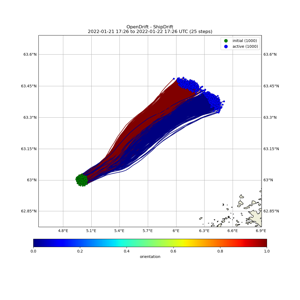 OpenDrift - ShipDrift
2022-01-21 17:26 to 2022-01-22 17:26 UTC (25 steps)
initial (1000)
active (1000)
63.6°N
63.6°N
63.45°N
63.45°N
63.3°N
63.3°N
63.15°N
63.15°N
63°N
63°N
62.85°N
62.85°N
4.8°E 5.1°E 5.4°E 5.7°E 6°E 6.3°E 6.6°E 6.9°E
0.0 0.2 0.4 0.6 0.8 1.0
orientation